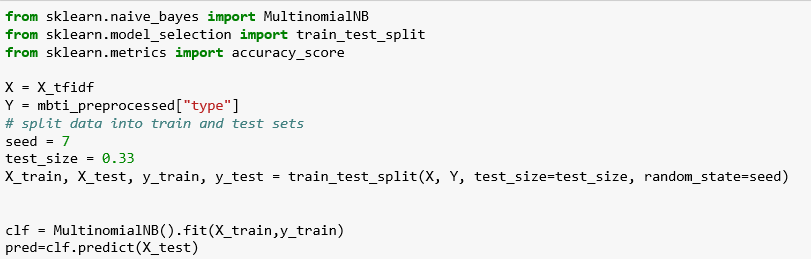 from sklearn.naive_bayes import MultinomialNB
from sklearn.model_selection import train_test_split
from sklearn.metrics import accuracy_score
X = X_tfidf
Y = mbti_preprocessed["type"]
# split data into train and test sets
seed = 7
test_size = 0.33
X_train, X_test, y_train, y_test = train_test_split(X, Y, test_size=test_size, random_state=seed)
clf = MultinomialNB().fit(X_train,y_train)
pred=clf.predict(X_test)